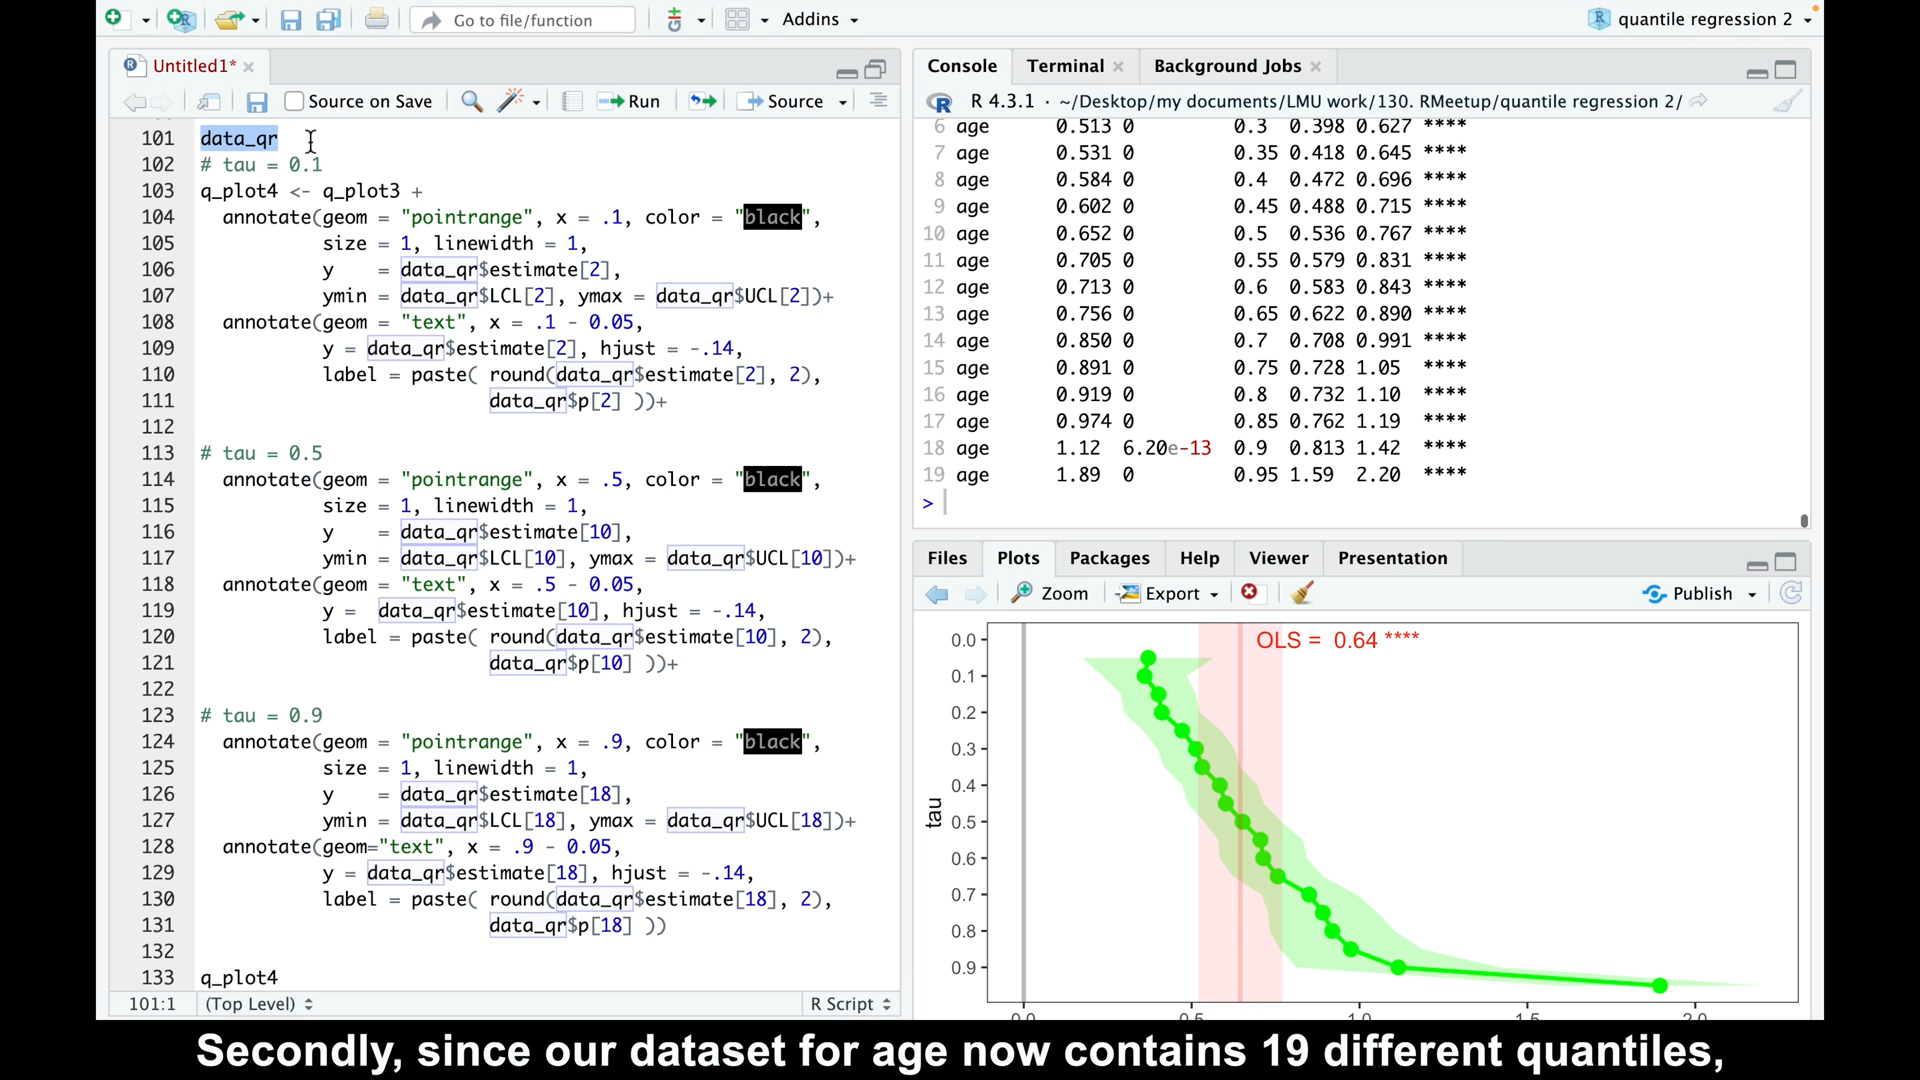 Go to file/function
Addins
quantile regression 2
Untitled1*
Source on Save
Run
Source
101 data_qr
102 # tau = 0.1
103 q_plot4 <- q_plot3 +
104 annotate(geom = "pointrange", x = .1, color = "black",
105 size = 1, linewidth = 1,
106 y = data_qr$estimate[2],
107 ymin = data_qr$LCL[2], ymax = data_qr$UCL[2])+
108 annotate(geom = "text", x = .1 - 0.05,
109 y = data_qr$estimate[2], hjust = -.14,
110 label = paste( round(data_qr$estimate[2], 2),
111 data_qr$p[2] ))+
112
113 # tau = 0.5
114 annotate(geom = "pointrange", x = .5, color = "black",
115 size = 1, linewidth = 1,
116 y = data_qr$estimate[10],
117 ymin = data_qr$LCL[10], ymax = data_qr$UCL[10])+
118 annotate(geom = "text", x = .5 - 0.05,
119 y = data_qr$estimate[10], hjust = -.14,
120 label = paste( round(data_qr$estimate[10], 2),
121 data_qr$p[10] ))+
122
123 # tau = 0.9
124 annotate(geom = "pointrange", x = .9, color = "black",
125 size = 1, linewidth = 1,
126 y = data_qr$estimate[18],
127 ymin = data_qr$LCL[18], ymax = data_qr$UCL[18])+
128 annotate(geom="text", x = .9 - 0.05,
129 y = data_qr$estimate[18], hjust = -.14,
130 label = paste( round(data_qr$estimate[18], 2),
131 data_qr$p[18] ))
132
133 q_plot4
101:1 (Top Level) R Script
Console Terminal Background Jobs
R 4.3.1 · ~/Desktop/my documents/LMU work/130. RMeetup/quantile regression 2/
6 age 0.513 0 0.3 0.398 0.627 ****
7 age 0.531 0 0.35 0.418 0.645 ****
8 age 0.584 0 0.4 0.472 0.696 ****
9 age 0.602 0 0.45 0.488 0.715 ****
10 age 0.652 0 0.5 0.536 0.767 ****
11 age 0.705 0 0.55 0.579 0.831 ****
12 age 0.713 0 0.6 0.583 0.843 ****
13 age 0.756 0 0.65 0.622 0.890 ****
14 age 0.850 0 0.7 0.708 0.991 ****
15 age 0.891 0 0.75 0.728 1.05 ****
16 age 0.919 0 0.8 0.732 1.10 ****
17 age 0.974 0 0.85 0.762 1.19 ****
18 age 1.12 6.20e-13 0.9 0.813 1.42 ****
19 age 1.89 0 0.95 1.59 2.20 ****
>
Files Plots Packages Help Viewer Presentation
Zoom Export Publish
OLS = 0.64 ****
0.0
0.1
0.2
0.3
0.4
0.5
0.6
0.7
0.8
0.9
tau
0.0 0.5 1.0 1.5 2.0
Secondly, since our dataset for age now contains 19 different quantiles,